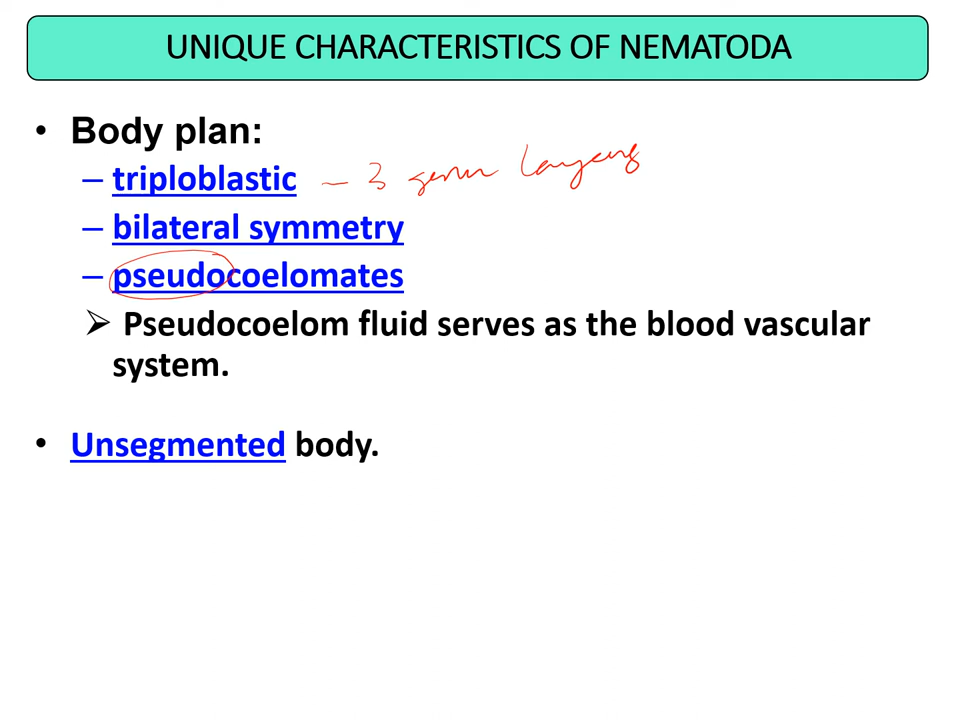 UNIQUE CHARACTERISTICS OF NEMATODA
• Body plan:
– triploblastic – 3 germ layers
– bilateral symmetry
– pseudocoelomates
➢ Pseudocoelom fluid serves as the blood vascular
system.
• Unsegmented body.